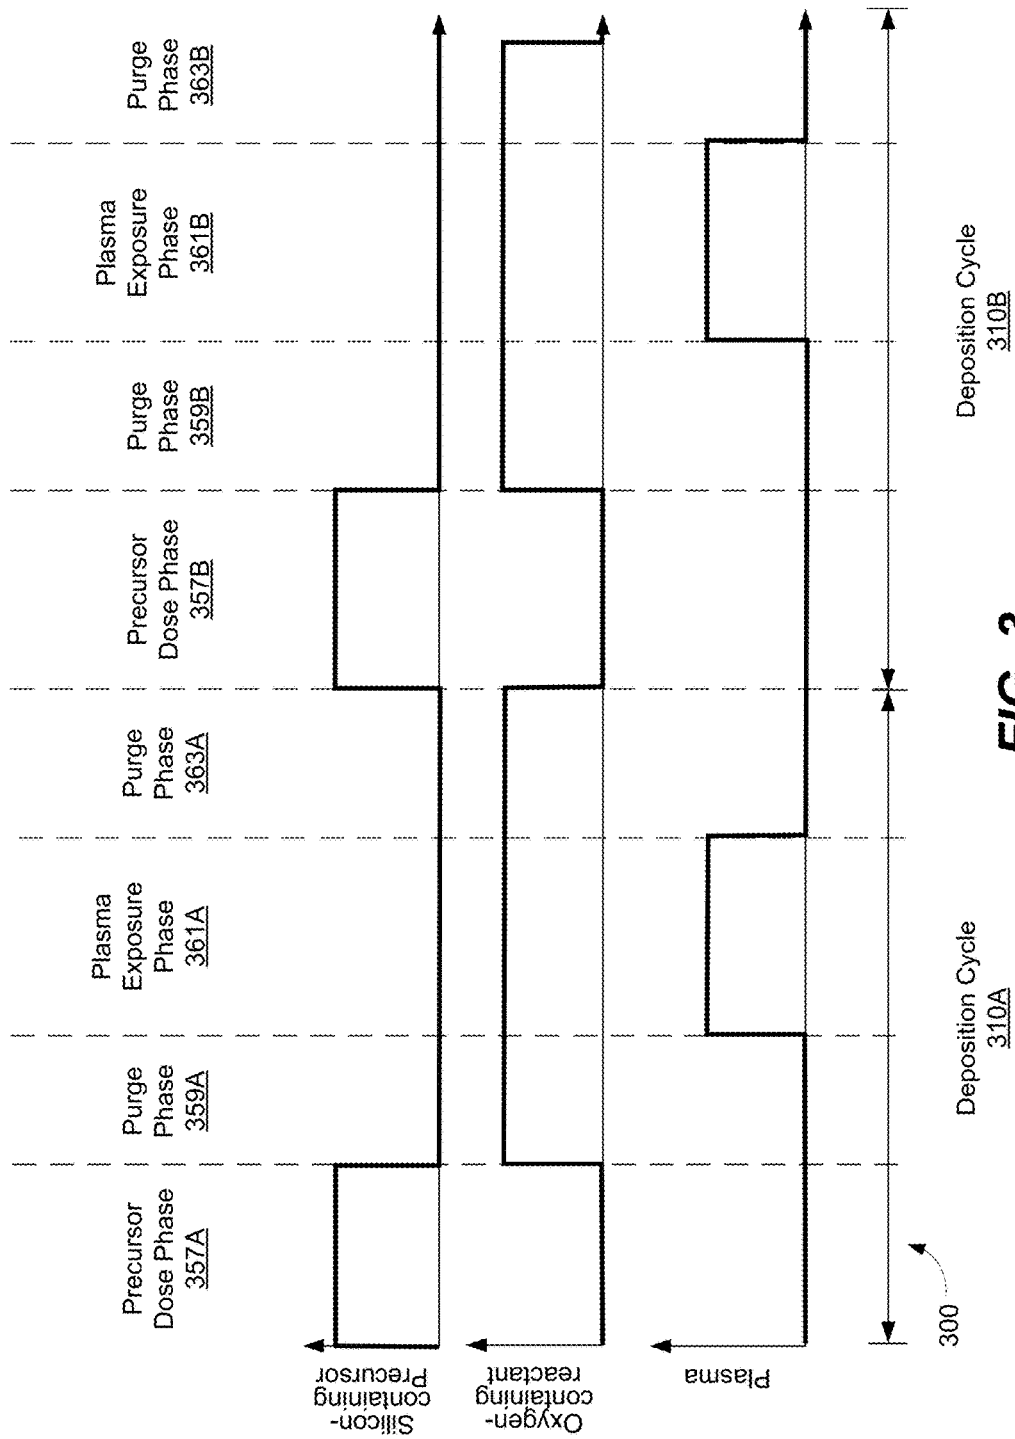 Precursor
Dose Phase
357A
Purge
Phase
359A
Plasma
Exposure
Phase
361A
Purge
Phase
363A
Precursor
Dose Phase
357B
Purge
Phase
359B
Plasma
Exposure
Phase
361B
Purge
Phase
363B
Silicon-
containing
Precursor
Oxygen-
containing
reactant
Plasma
300
Deposition Cycle
310A
Deposition Cycle
310B
FIG.